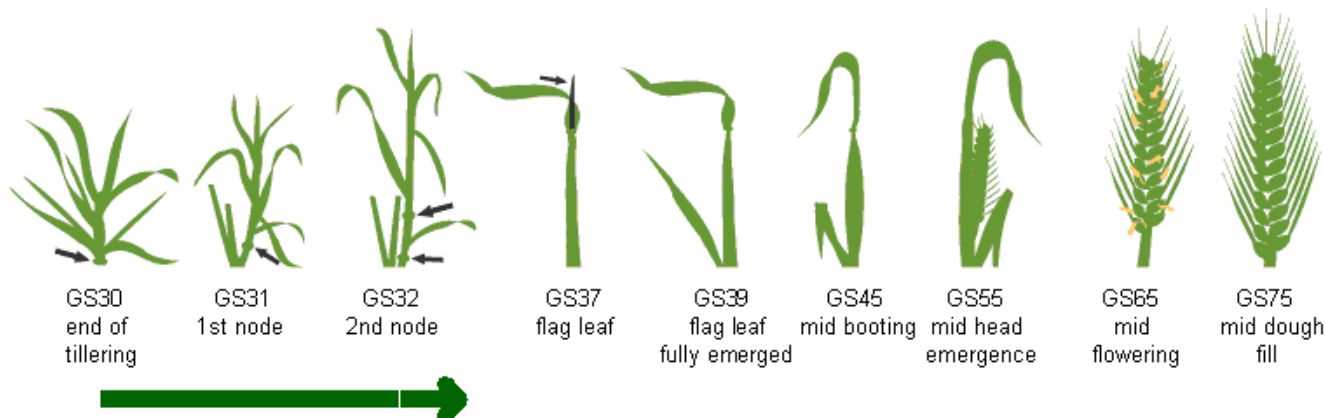 GS30
end of
tillering
GS31
1st node
GS32
2nd node
GS37
flag leaf
GS39
flag leaf
fully emerged
GS45
mid booting
GS55
mid head
emergence
GS65
mid
flowering
GS75
mid dough
fill